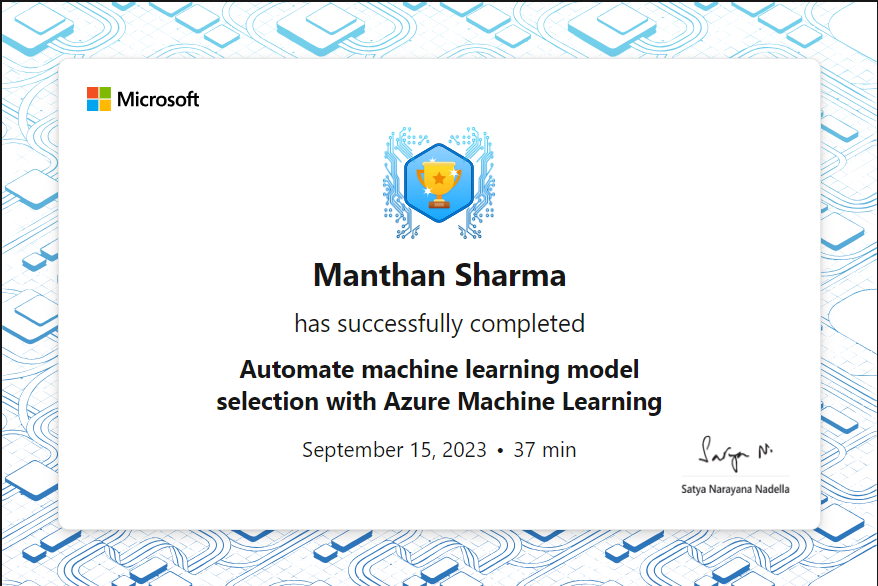 Microsoft
Manthan Sharma
has successfully completed
Automate machine learning model
selection with Azure Machine Learning
September 15, 2023 • 37 min
Satya N.
Satya Narayana Nadella